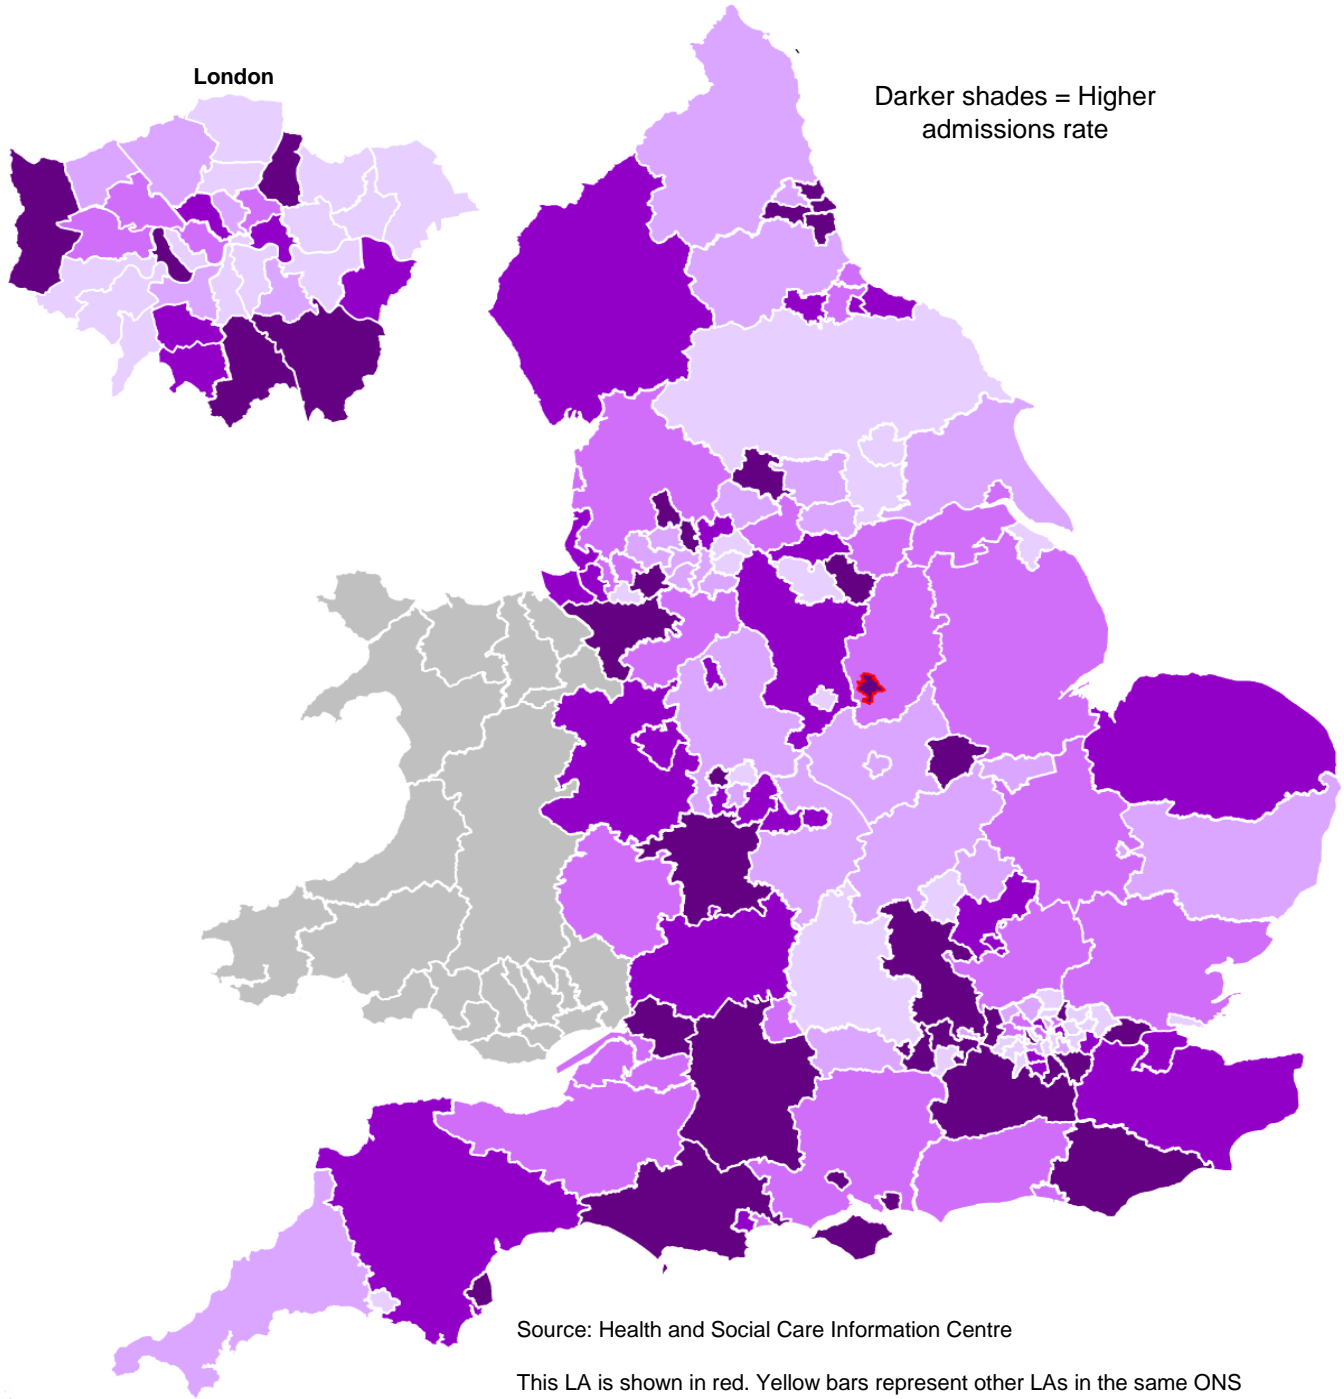 London
Darker shades = Higher
admissions rate
Source: Health and Social Care Information Centre
This LA is shown in red. Yellow bars represent other LAs in the same ONS